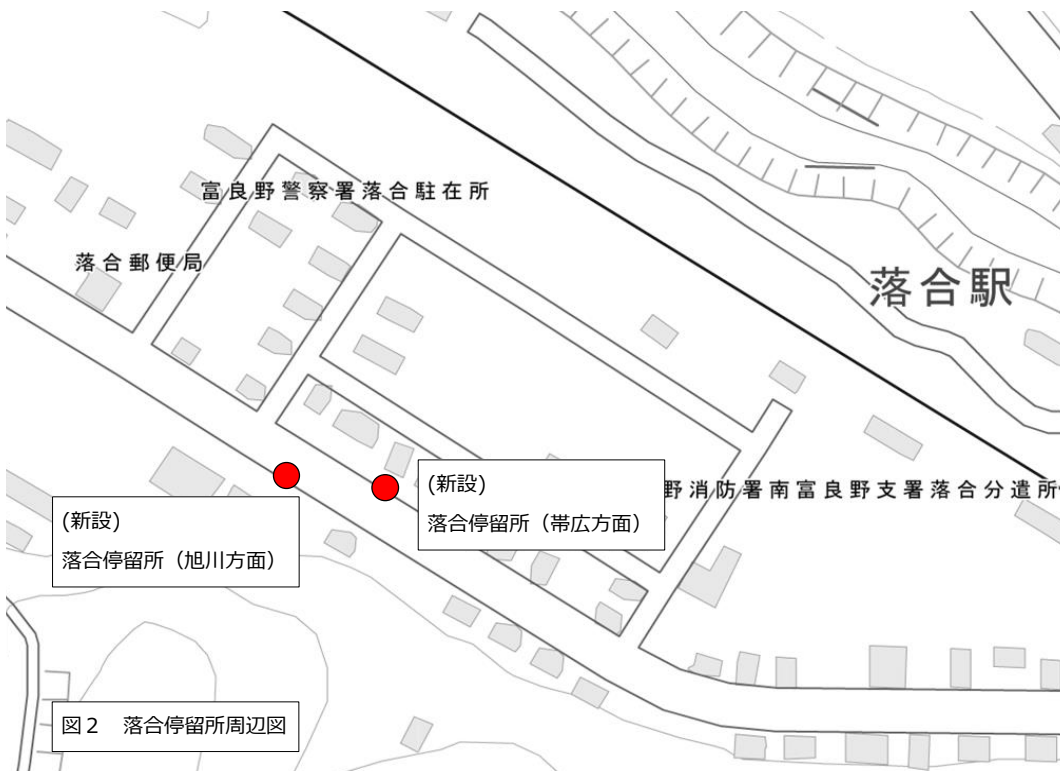 富良野警察署落合駐在所
落合郵便局
落合駅
(新設)
落合停留所（帯広方面）
野消防署南富良野支署落合分遣所
(新設)
落合停留所（旭川方面）
図２　落合停留所周辺図